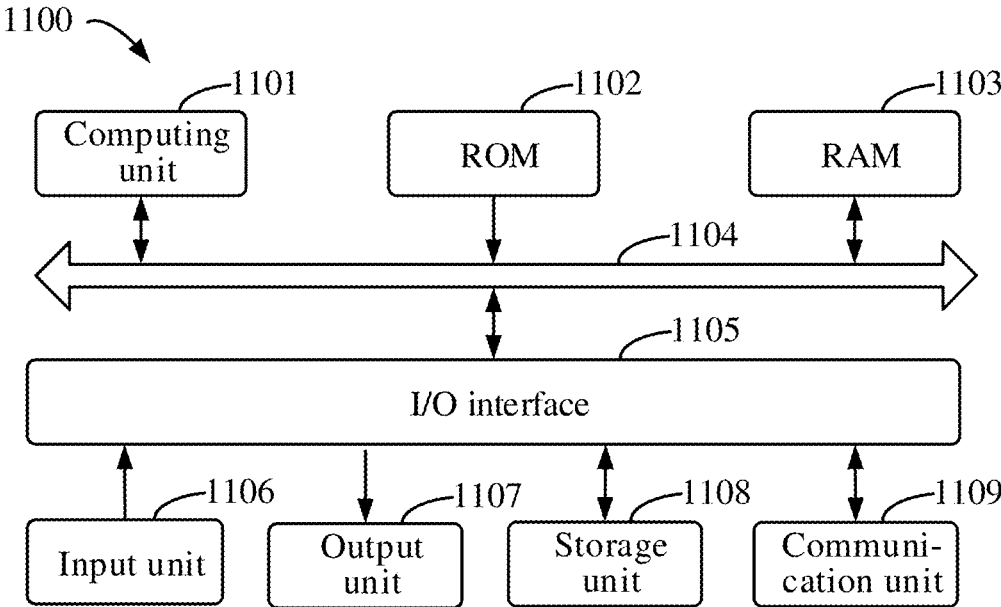 1100
1101
1102
1103
Computing
unit
ROM
RAM
1104
1105
I/O interface
1106
1107
1108
1109
Input unit
Output
unit
Storage
unit
Communi-
cation unit